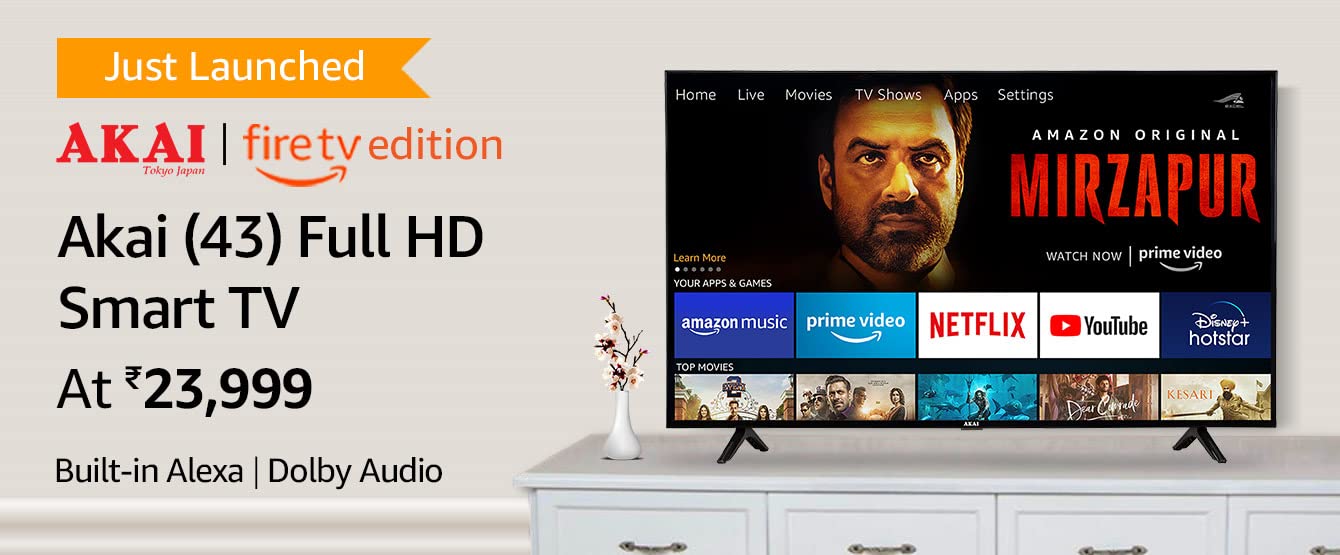 Just Launched
AKAI | fire tv edition
Tokyo Japan
Akai (43) Full HD
Smart TV
At ₹23,999
Built-in Alexa | Dolby Audio
Home Live Movies TV Shows Apps Settings
EXCEL
AMAZON ORIGINAL
MIRZAPUR
WATCH NOW | prime video
Learn More
YOUR APPS & GAMES
amazon music
prime video
NETFLIX
YouTube
Disney+
hotstar
TOP MOVIES
2
Dear Comrade
KESARI
AKAI